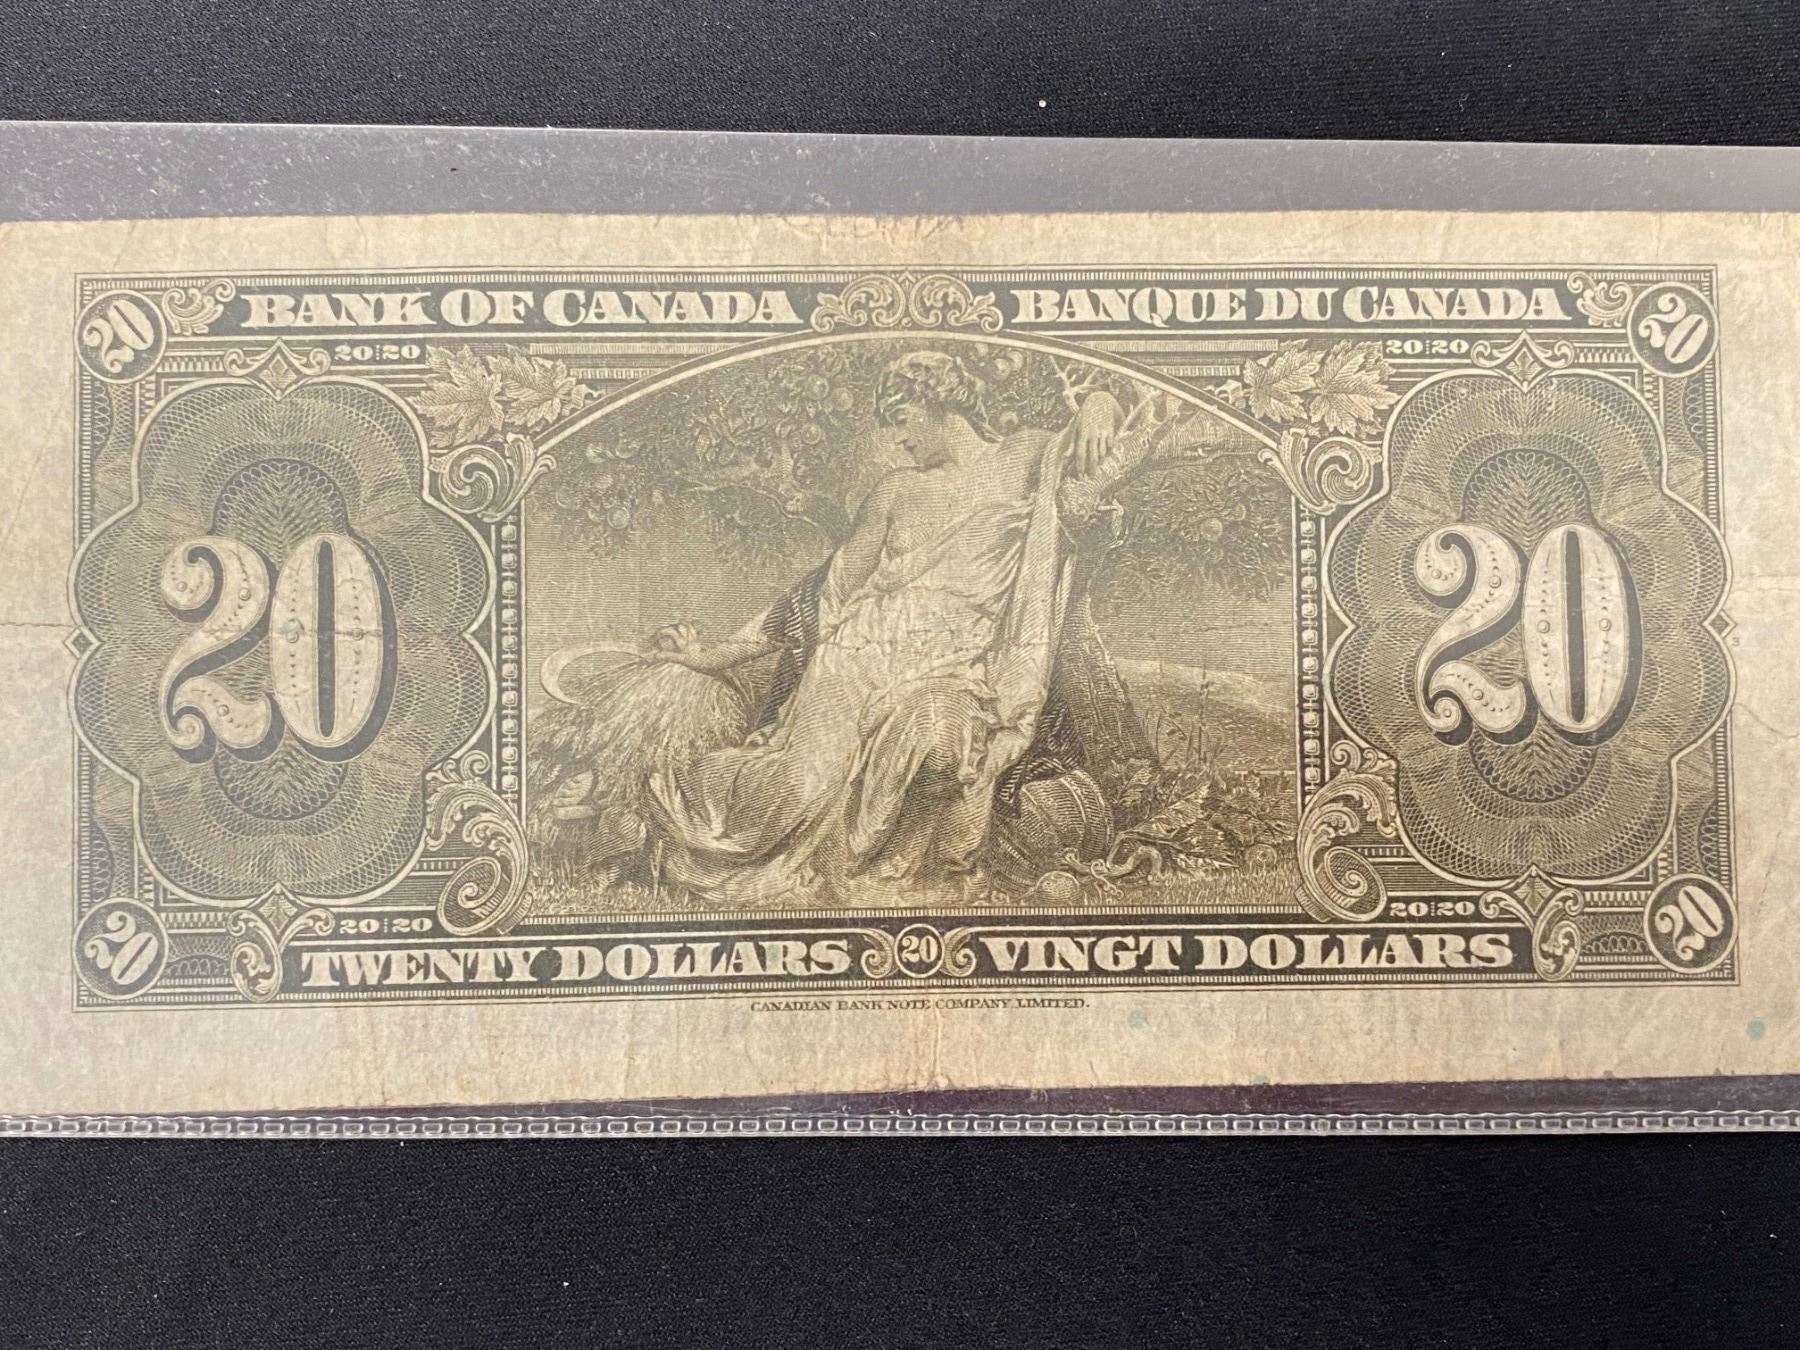 20 BANK OF CANADA BANQUE DU CANADA 20
20 20 20 20
20 20
20 20 20 20
20 TWENTY DOLLARS 20 VINGT DOLLARS 20
CANADIAN BANK NOTE COMPANY, LIMITED.